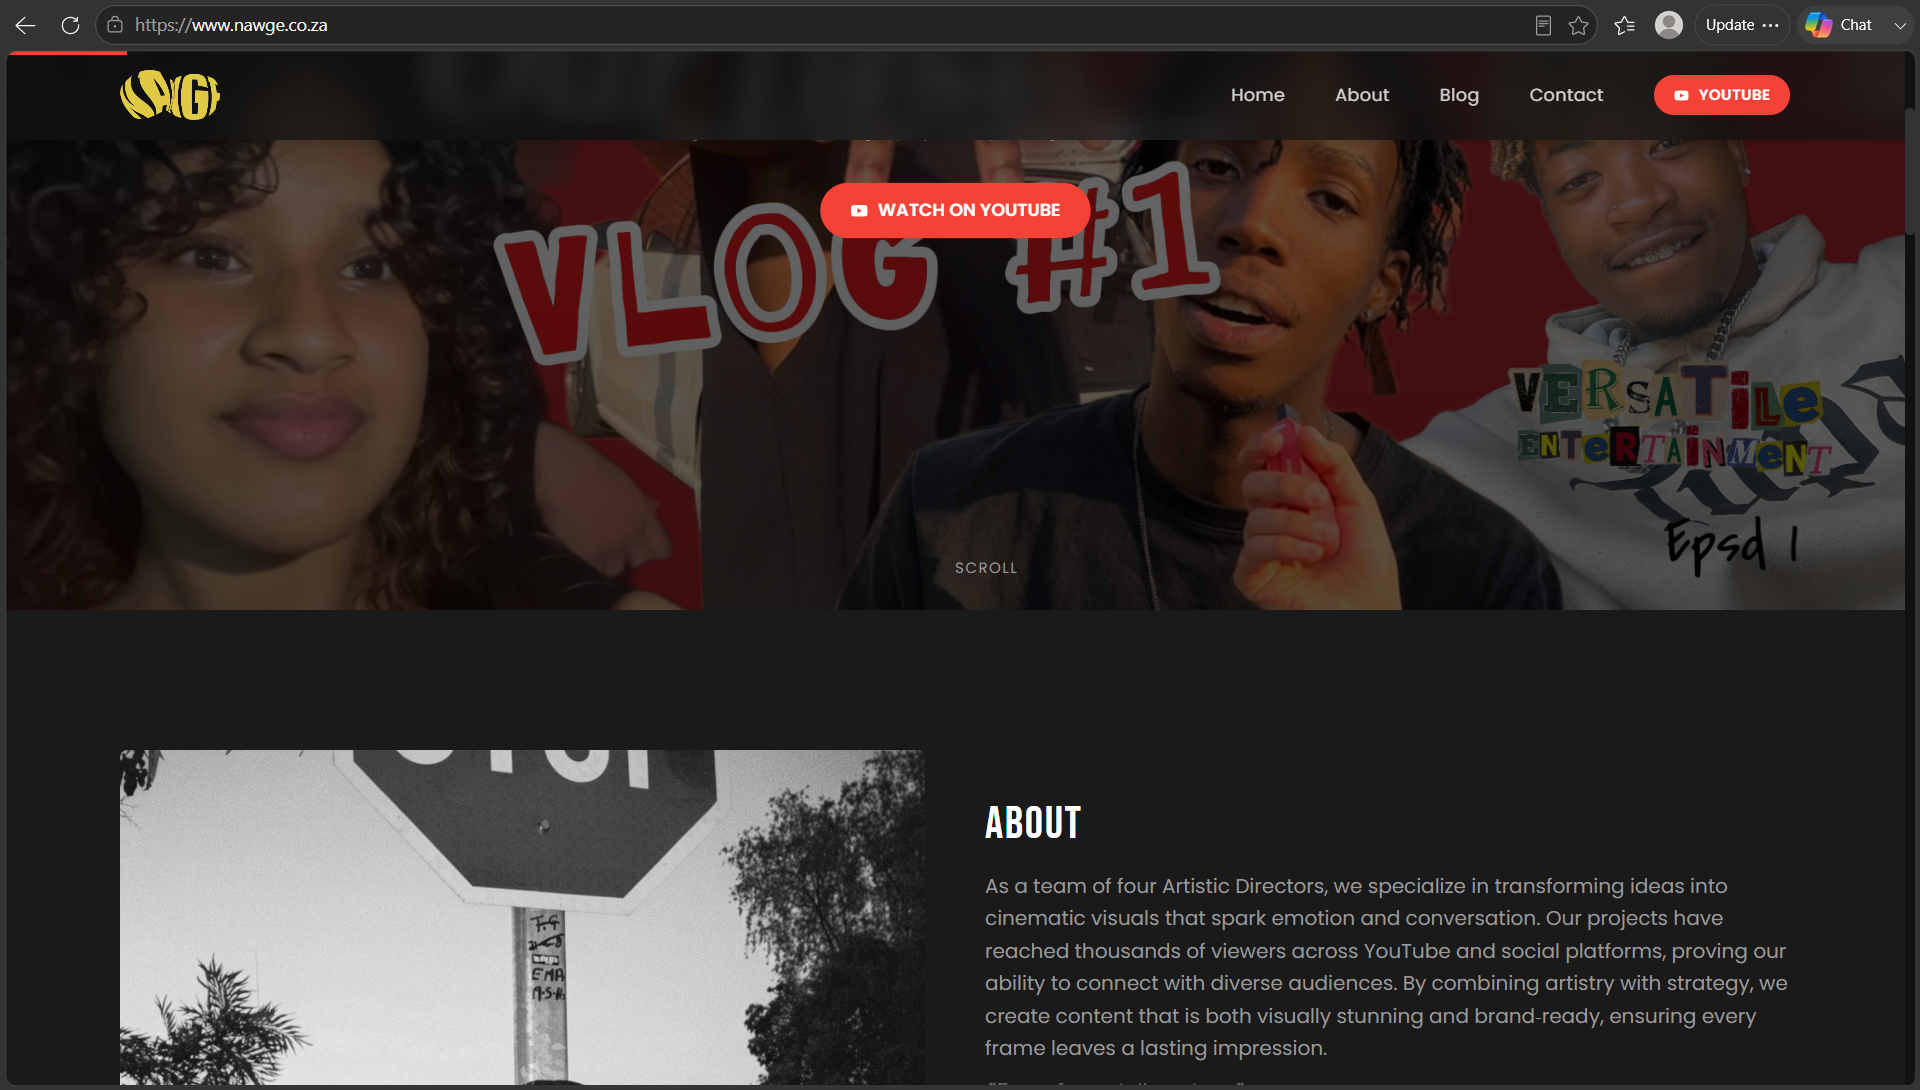 https://www.nawge.co.za
Update
Chat
NAWGE
Home
About
Blog
Contact
YOUTUBE
WATCH ON YOUTUBE
VLOG #1
VERSATILE
ENTERTAINMENT
Epsd 1
SCROLL
STOP
T.G
EMA
ABOUT
As a team of four Artistic Directors, we specialize in transforming ideas into
cinematic visuals that spark emotion and conversation. Our projects have
reached thousands of viewers across YouTube and social platforms, proving our
ability to connect with diverse audiences. By combining artistry with strategy, we
create content that is both visually stunning and brand-ready, ensuring every
frame leaves a lasting impression.